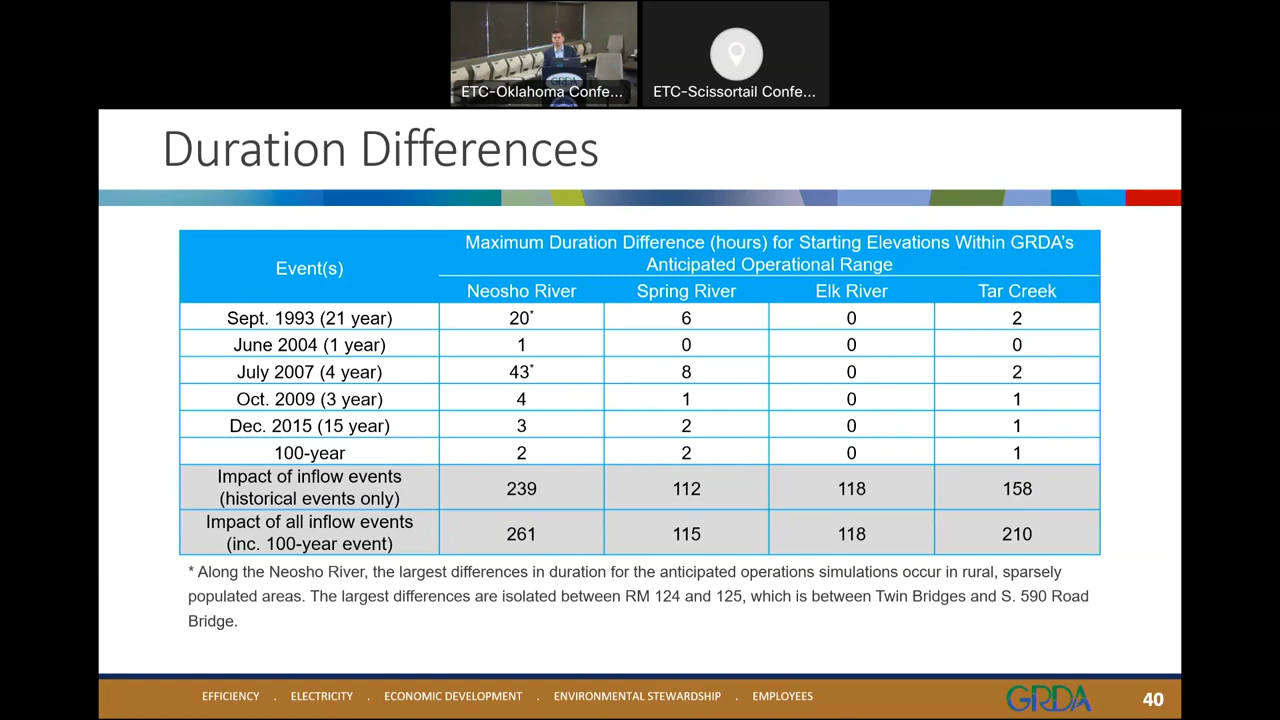 ETC-Oklahoma Confe...
ETC-Scissortail Confe...
GRDA
Duration Differences
Event(s)
Maximum Duration Difference (hours) for Starting Elevations Within GRDA's
Anticipated Operational Range
Neosho River Spring River Elk River Tar Creek
Sept. 1993 (21 year) 20* 6 0 2
June 2004 (1 year) 1 0 0 0
July 2007 (4 year) 43* 8 0 2
Oct. 2009 (3 year) 4 1 0 1
Dec. 2015 (15 year) 3 2 0 1
100-year 2 2 0 1
Impact of inflow events
(historical events only) 239 112 118 158
Impact of all inflow events
(inc. 100-year event) 261 115 118 210
* Along the Neosho River, the largest differences in duration for the anticipated operations simulations occur in rural, sparsely
populated areas. The largest differences are isolated between RM 124 and 125, which is between Twin Bridges and S. 590 Road
Bridge.
EFFICIENCY . ELECTRICITY . ECONOMIC DEVELOPMENT . ENVIRONMENTAL STEWARDSHIP . EMPLOYEES
GRDA
40